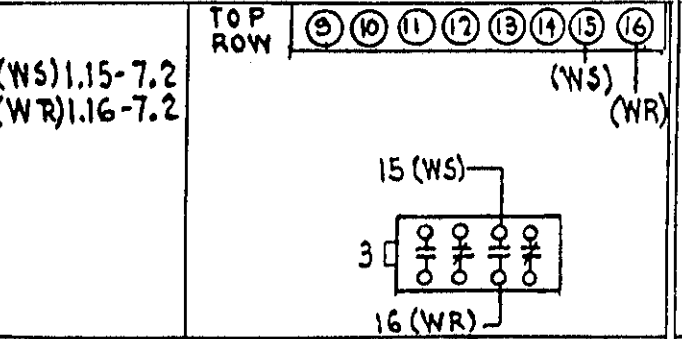 TOP ROW 9 10 11 12 13 14 15 16
(WS)1.15-7.2 (WS)
(WR)1.16-7.2 (WR)
15 (WS)
3
16 (WR)